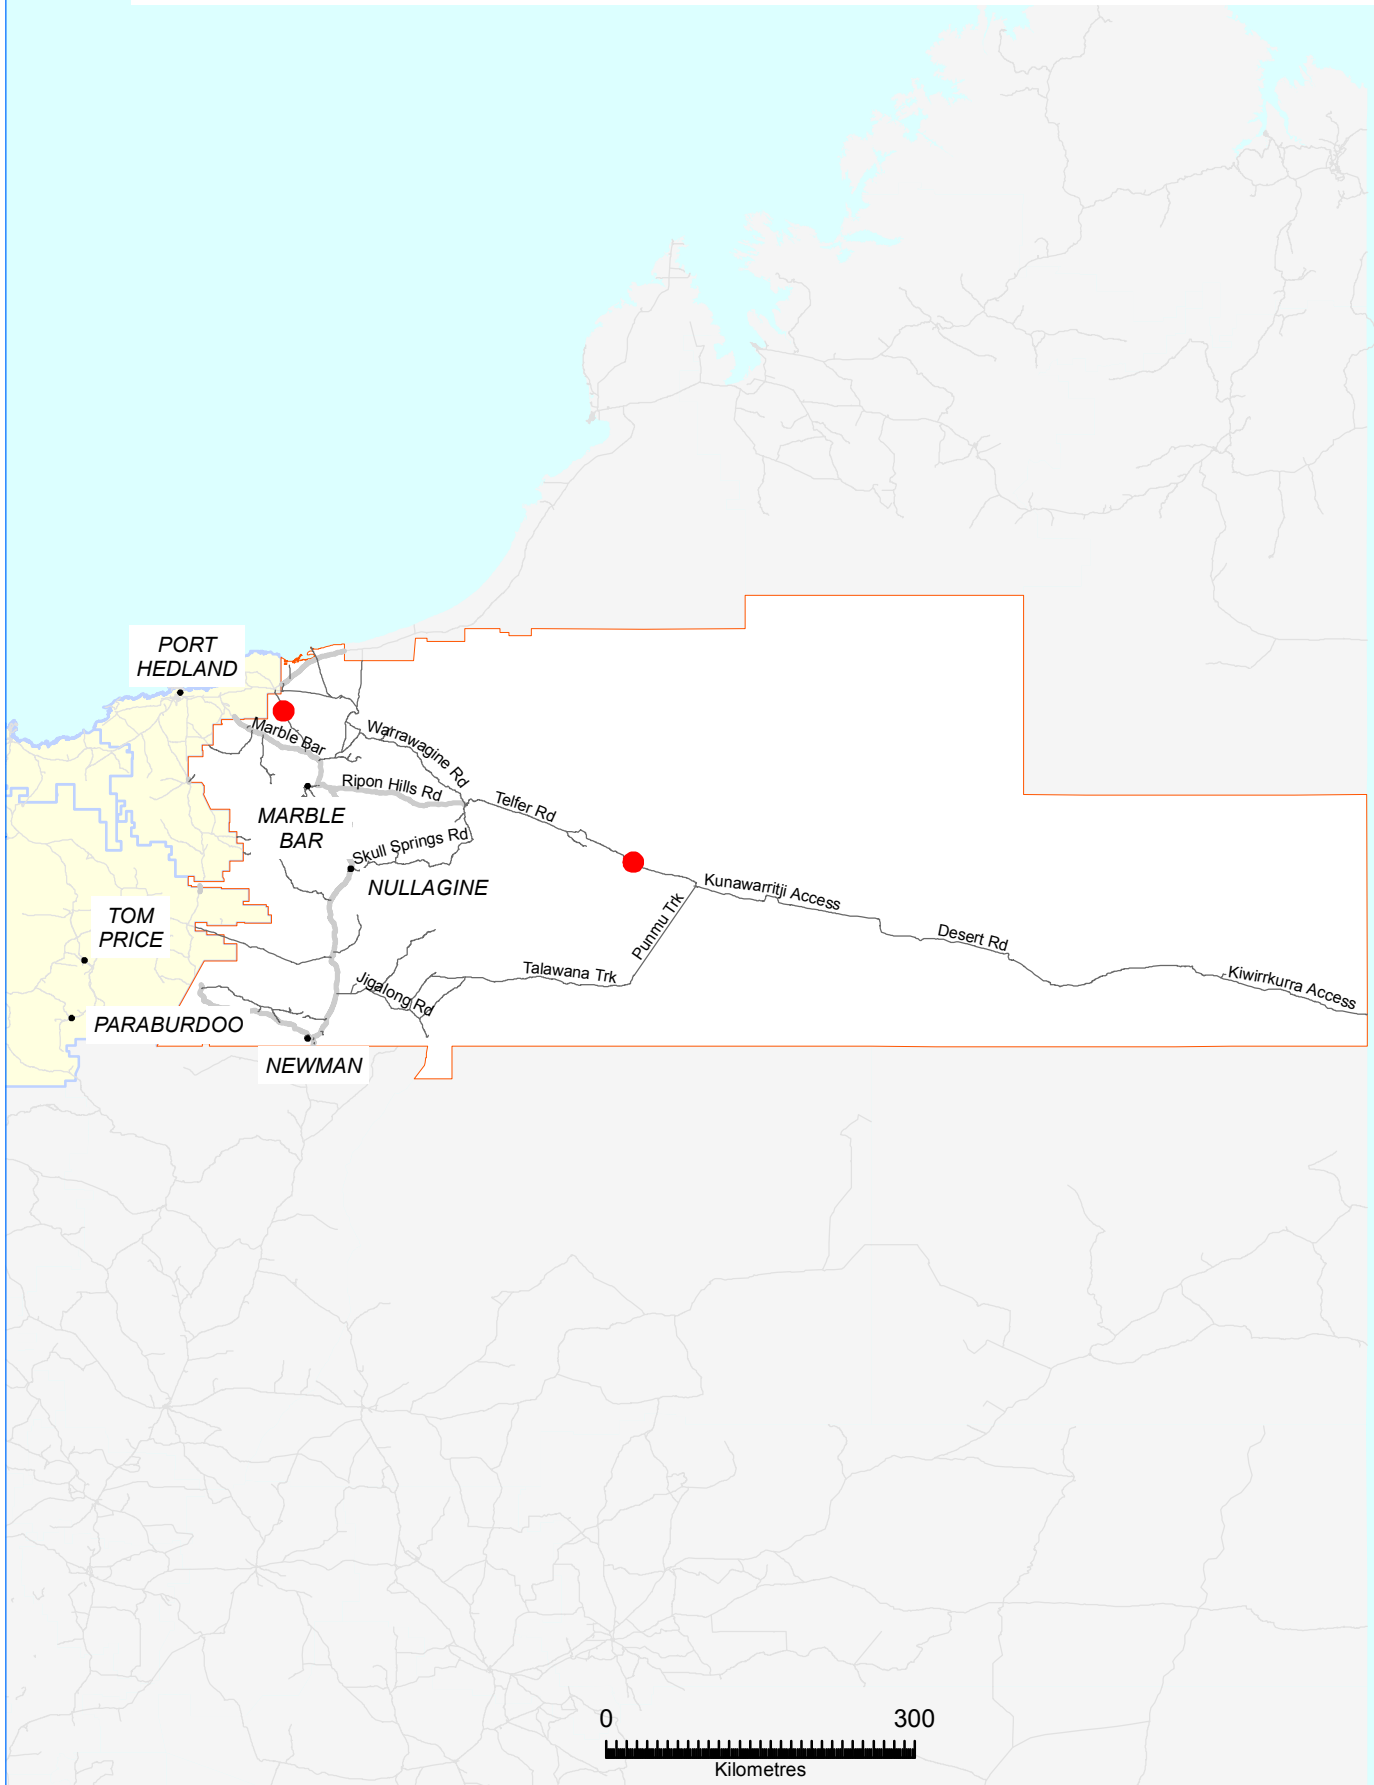 PORT
HEDLAND
Marble Bar
Warrawagine Rd
Ripon Hills Rd
Telfer Rd
MARBLE
BAR
Skull Springs Rd
NULLAGINE
Kunawarritji Access
TOM
PRICE
Punmu Trk
Desert Rd
Talawana Trk
Kiwirrkurra Access
Jigalong Rd
PARABURDOO
NEWMAN
0 300
Kilometres